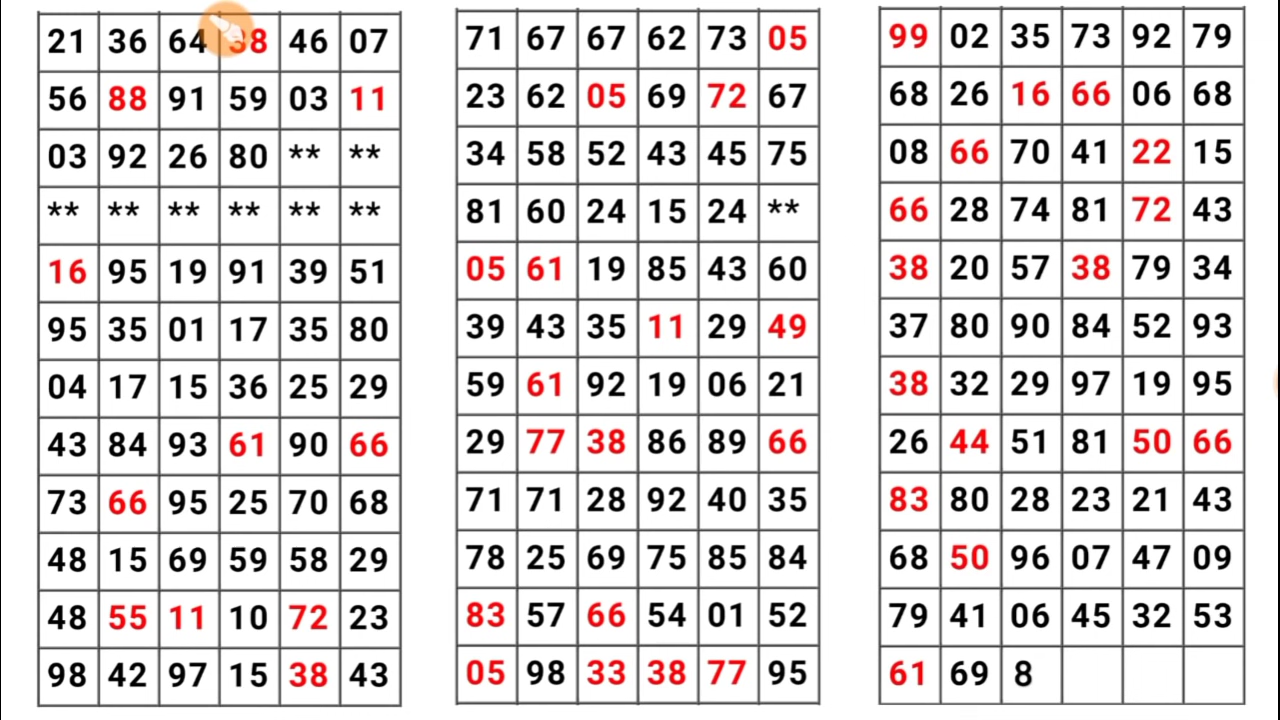 21 36 64 38 46 07
56 88 91 59 03 11
03 92 26 80 ** **
** ** ** ** ** **
16 95 19 91 39 51
95 35 01 17 35 80
04 17 15 36 25 29
43 84 93 61 90 66
73 66 95 25 70 68
48 15 69 59 58 29
48 55 11 10 72 23
98 42 97 15 38 43
71 67 67 62 73 05
23 62 05 69 72 67
34 58 52 43 45 75
81 60 24 15 24 **
05 61 19 85 43 60
39 43 35 11 29 49
59 61 92 19 06 21
29 77 38 86 89 66
71 71 28 92 40 35
78 25 69 75 85 84
83 57 66 54 01 52
05 98 33 38 77 95
99 02 35 73 92 79
68 26 16 66 06 68
08 66 70 41 22 15
66 28 74 81 72 43
38 20 57 38 79 34
37 80 90 84 52 93
38 32 29 97 19 95
26 44 51 81 50 66
83 80 28 23 21 43
68 50 96 07 47 09
79 41 06 45 32 53
61 69 8